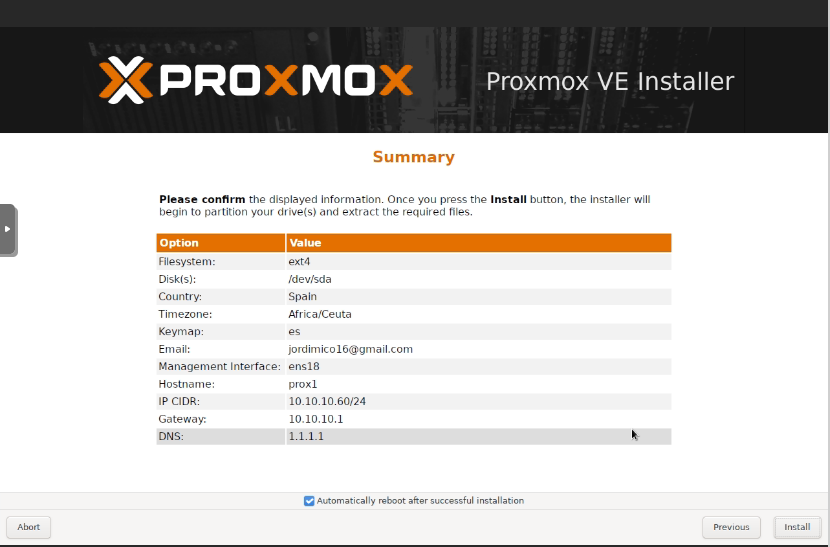 PROXMOX
Proxmox VE Installer
Summary
Please confirm the displayed information. Once you press the Install button, the installer will
begin to partition your drive(s) and extract the required files.
Option Value
Filesystem: ext4
Disk(s): /dev/sda
Country: Spain
Timezone: Africa/Ceuta
Keymap: es
Email: jordimico16@gmail.com
Management Interface: ens18
Hostname: prox1
IP CIDR: 10.10.10.60/24
Gateway: 10.10.10.1
DNS: 1.1.1.1
Automatically reboot after successful installation
Abort Previous Install